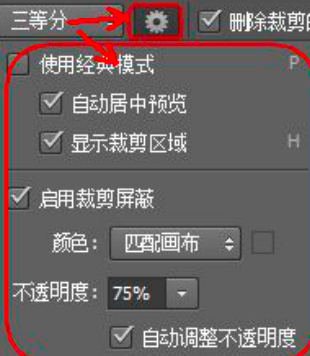 三等分 删除裁剪的
使用经典模式 P
自动居中预览
显示裁剪区域 H
启用裁剪屏蔽
颜色： 匹配画布
不透明度： 75%
自动调整不透明度